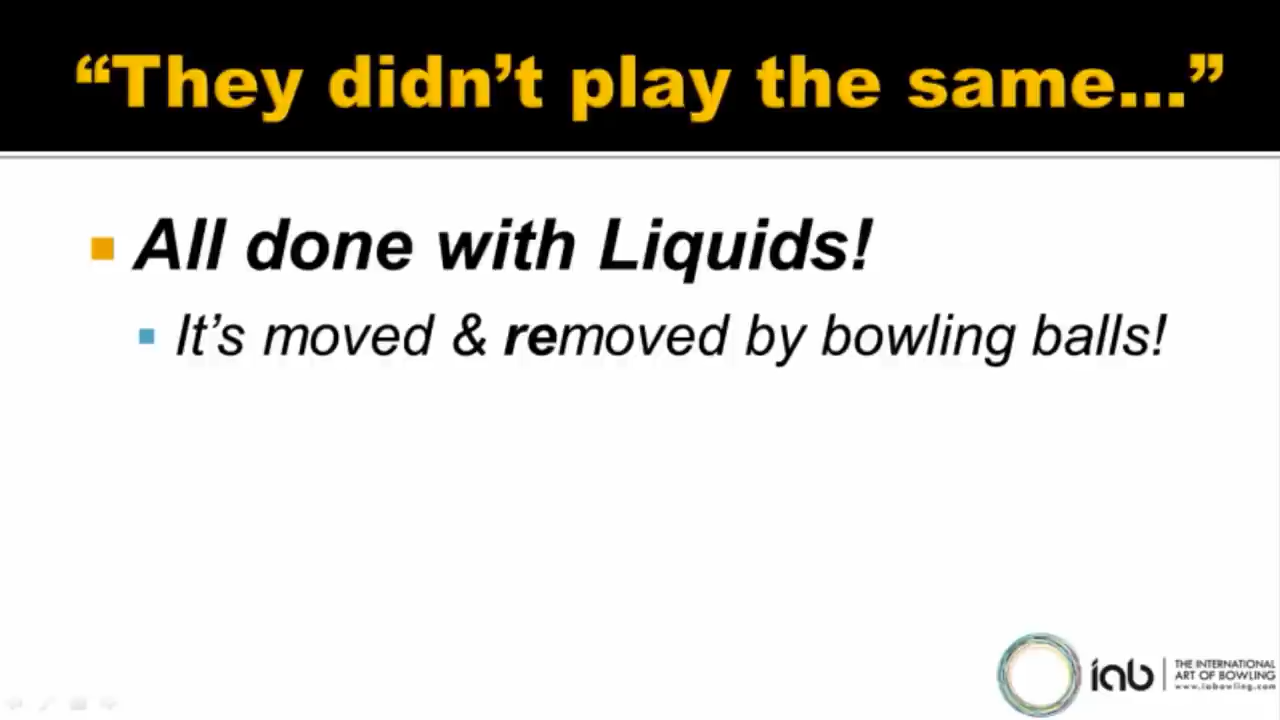 “They didn’t play the same…”
All done with Liquids!
It’s moved & removed by bowling balls!
iab
THE INTERNATIONAL
ART OF BOWLING
www.iabowling.com